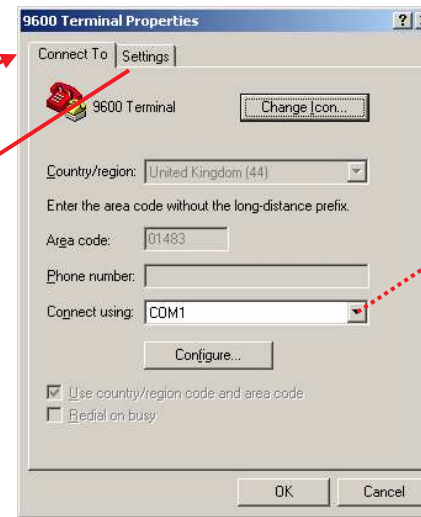 9600 Terminal Properties
Connect To Settings
9600 Terminal Change Icon...
Country/region: United Kingdom (44)
Enter the area code without the long-distance prefix.
Area code: 01483
Phone number:
Connect using: COM1
Configure...
Use country/region code and area code
Redial on busy
OK Cancel